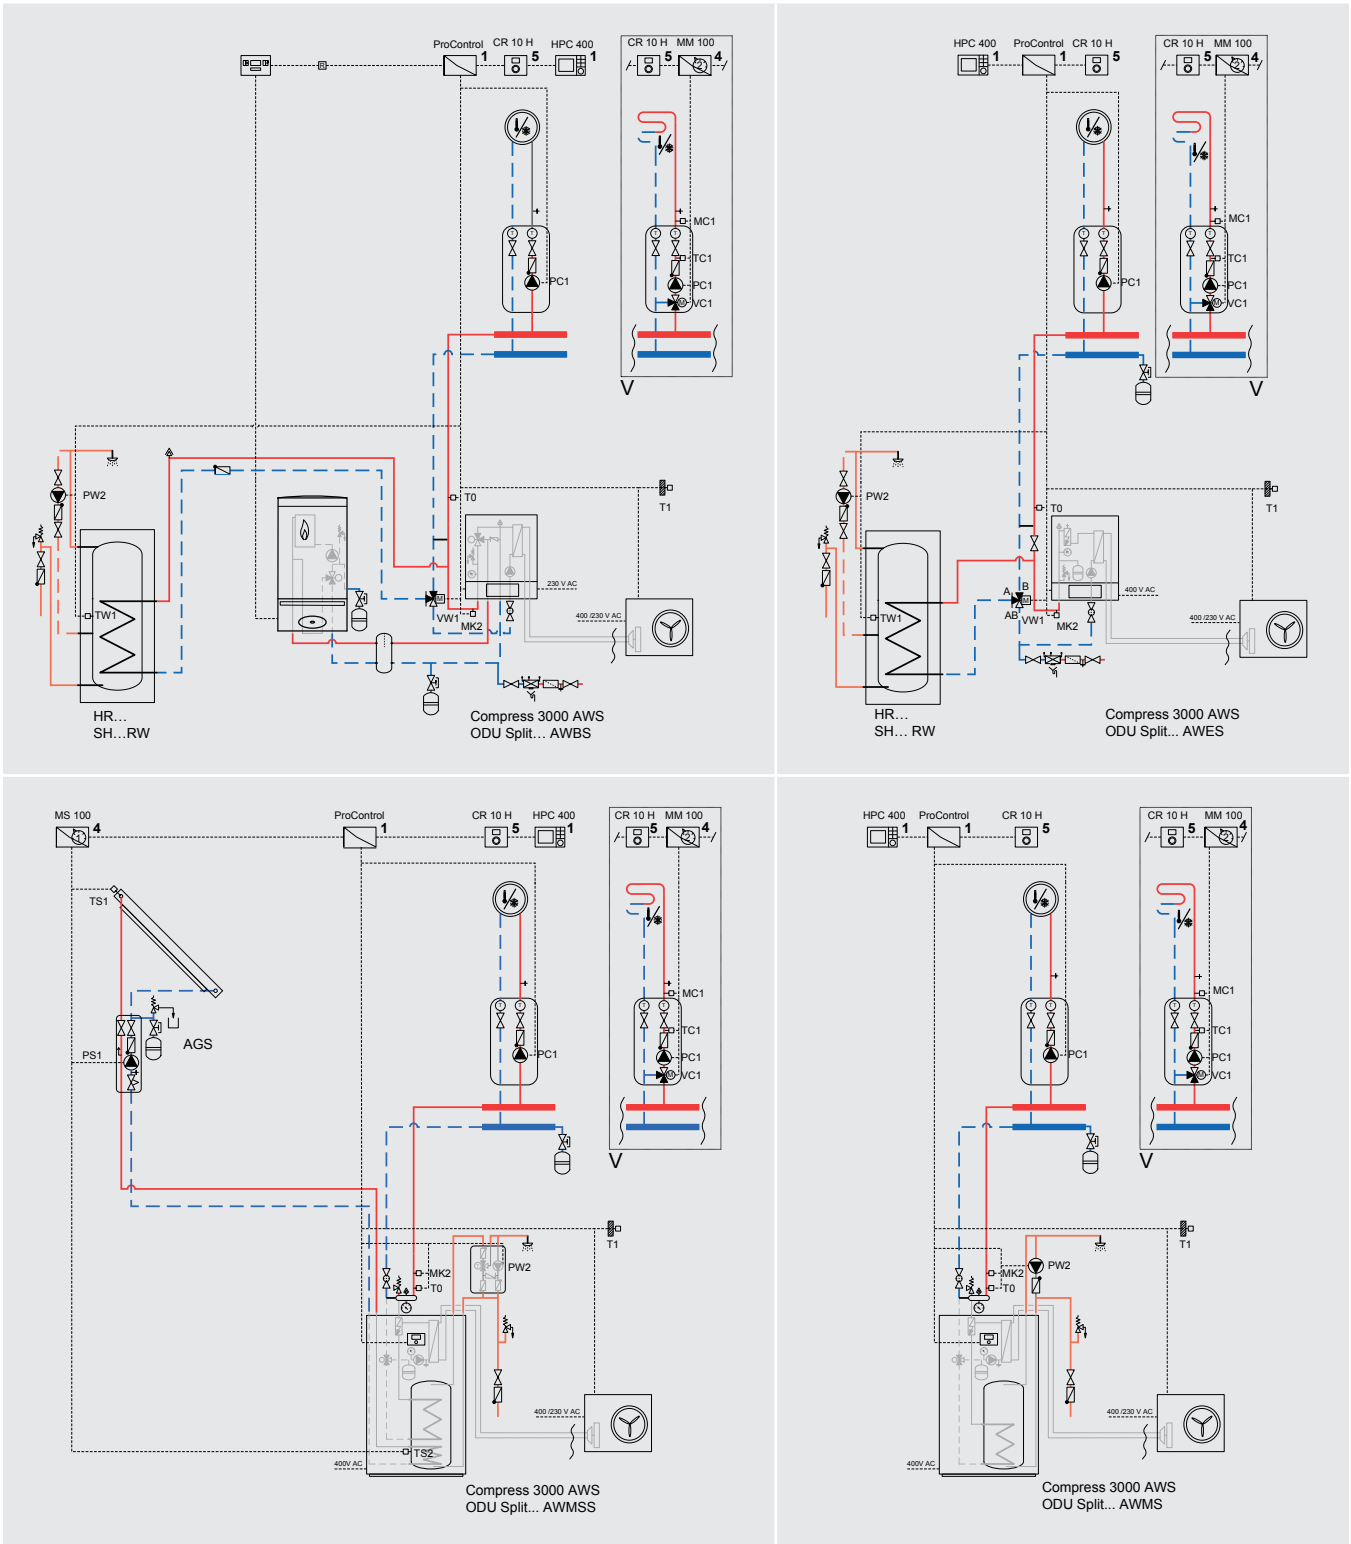 ProControl 1
CR 10 H 5
HPC 400 1
CR 10 H 5
MM 100 4
R
2
T
T
PC1
T
T
MC1
TC1
PC1
M
VC1
V
PW2
TW1
T0
T1
230 V AC
M
VW1
MK2
400 /230 V AC
HR...
SH...RW
Compress 3000 AWS
ODU Split... AWBS
HPC 400 1
ProControl 1
CR 10 H 5
CR 10 H 5
MM 100 4
2
T
T
PC1
T
T
MC1
TC1
PC1
M
VC1
V
PW2
TW1
T0
T1
A
B
M
AB
VW1
MK2
400 V AC
400 /230 V AC
HR...
SH... RW
Compress 3000 AWS
ODU Split... AWES
MS 100 4
1
ProControl 1
CR 10 H 5
HPC 400 1
CR 10 H 5
MM 100 4
2
TS1
PS1
AGS
T
T
PC1
T
T
MC1
TC1
PC1
M
VC1
V
T1
PW2
MK2
T0
TS2
400V AC
400 /230 V AC
Compress 3000 AWS
ODU Split... AWMSS
HPC 400 1
ProControl 1
CR 10 H 5
CR 10 H 5
MM 100 4
2
T
T
PC1
T
T
MC1
TC1
PC1
M
VC1
V
T1
PW2
MK2
T0
400V AC
400 /230 V AC
Compress 3000 AWS
ODU Split... AWMS